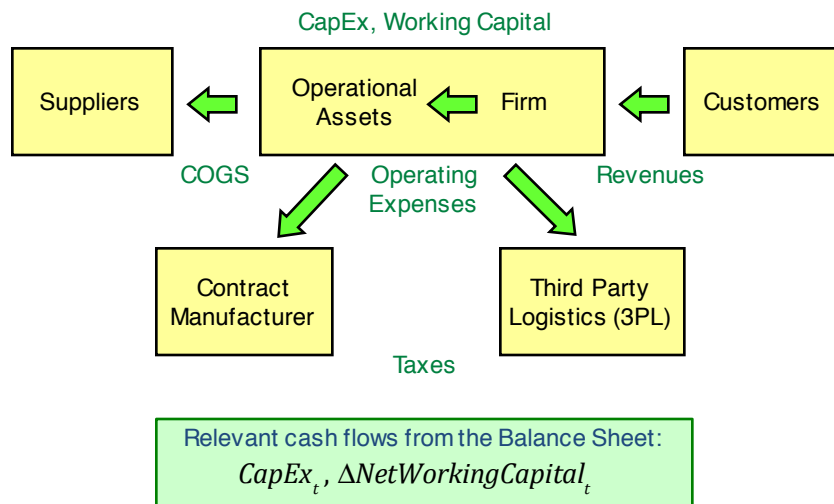 CapEx, Working Capital
Suppliers
Operational
Assets
Firm
Customers
COGS
Operating
Expenses
Revenues
Contract
Manufacturer
Third Party
Logistics (3PL)
Taxes
Relevant cash flows from the Balance Sheet:
CapEx_t, ΔNetWorkingCapital_t